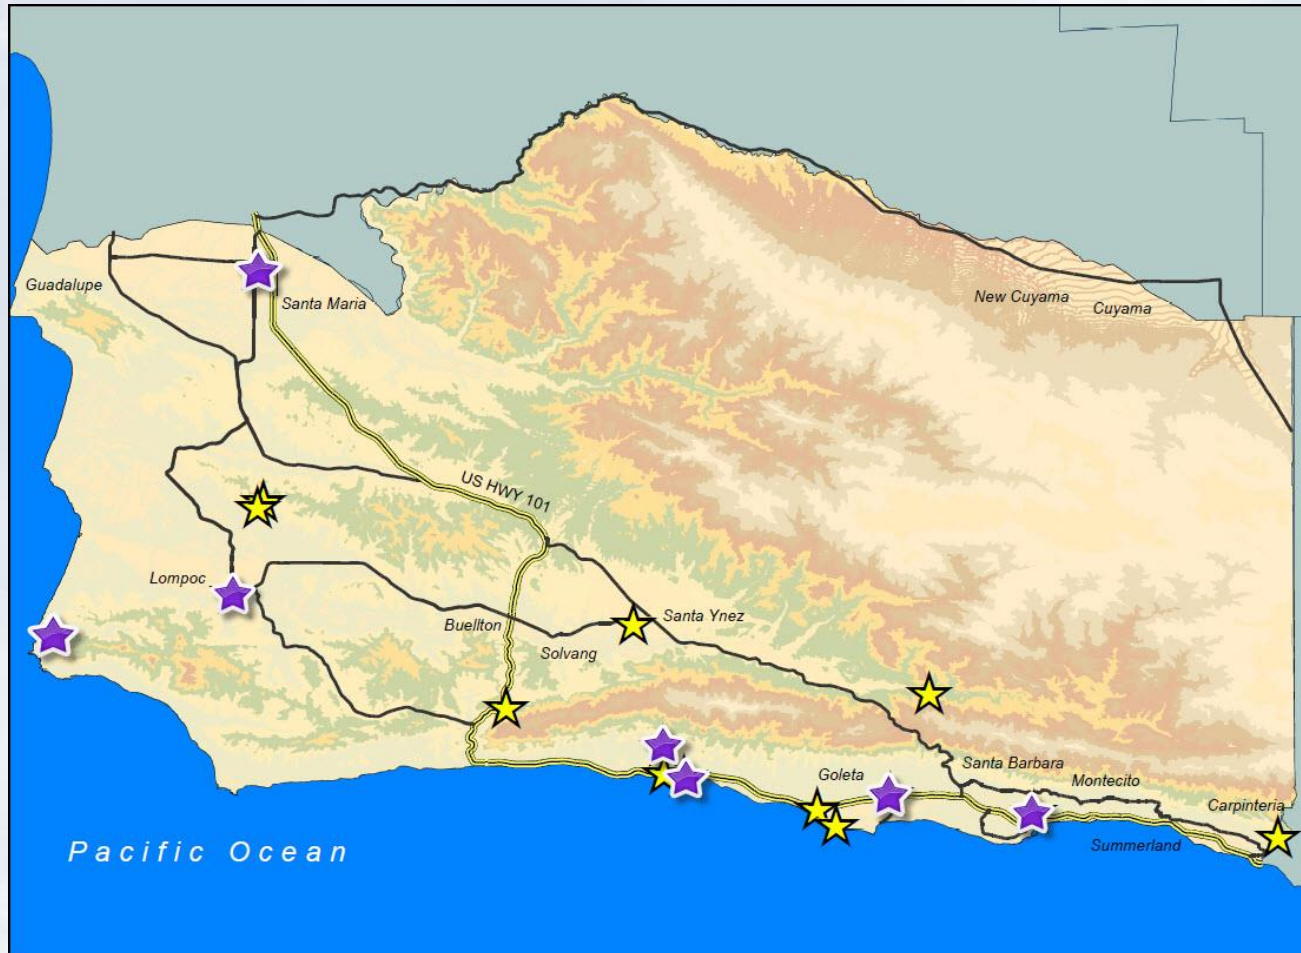 New Cuyama
Cuyama
Guadalupe
Santa Maria
US HWY 101
Lompoc
Santa Ynez
Buellton
Solvang
Santa Barbara
Goleta
Montecito
Carpinteria
Summerland
Pacific Ocean